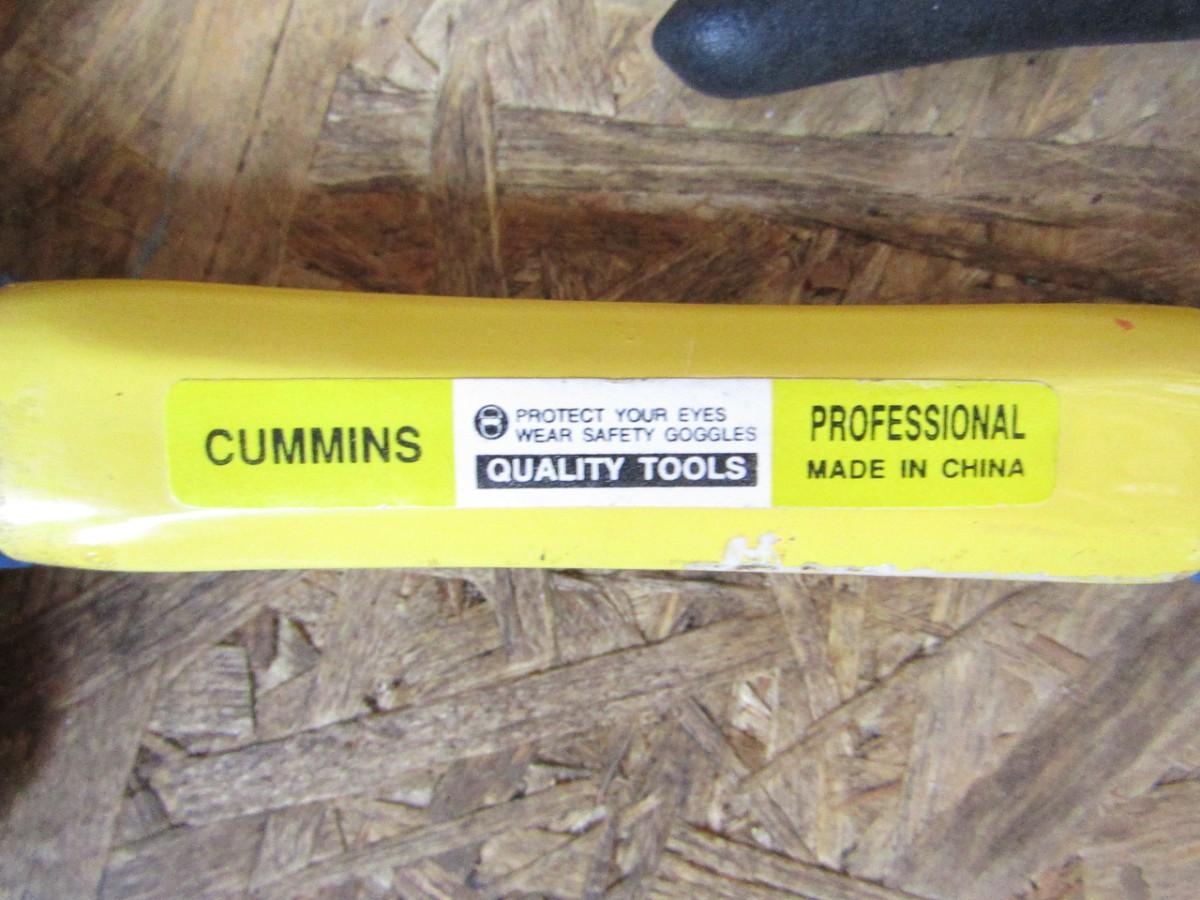 CUMMINS
PROTECT YOUR EYES
WEAR SAFETY GOGGLES
QUALITY TOOLS
PROFESSIONAL
MADE IN CHINA